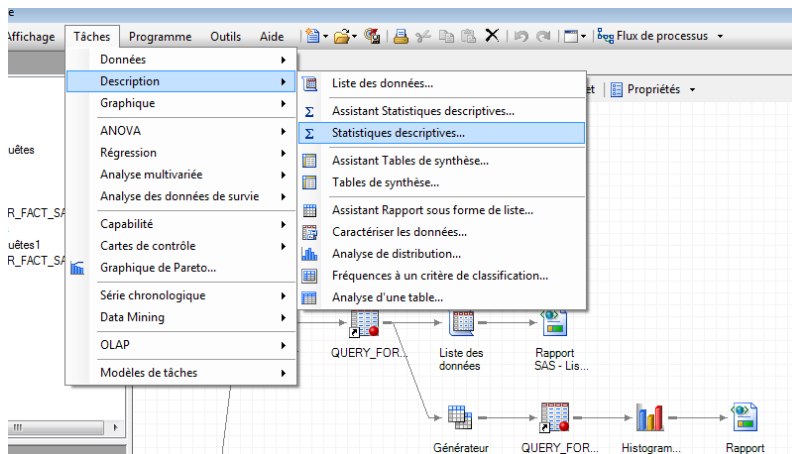 Affichage Tâches Programme Outils Aide Flux de processus
Données
Description
Graphique
ANOVA
Régression
Analyse multivariée
Analyse des données de survie
Capabilité
Cartes de contrôle
Graphique de Pareto...
Série chronologique
Data Mining
OLAP
Modèles de tâches
et Propriétés
Liste des données...
Assistant Statistiques descriptives...
Statistiques descriptives...
Assistant Tables de synthèse...
Tables de synthèse...
Assistant Rapport sous forme de liste...
Caractériser les données...
Analyse de distribution...
Fréquences à un critère de classification...
Analyse d'une table...
uêtes
R_FACT_SA
uêtes1
R_FACT_SA
QUERY_FOR... Liste des Rapport
données SAS - Lis...
Générateur QUERY_FOR... Histogram... Rapport